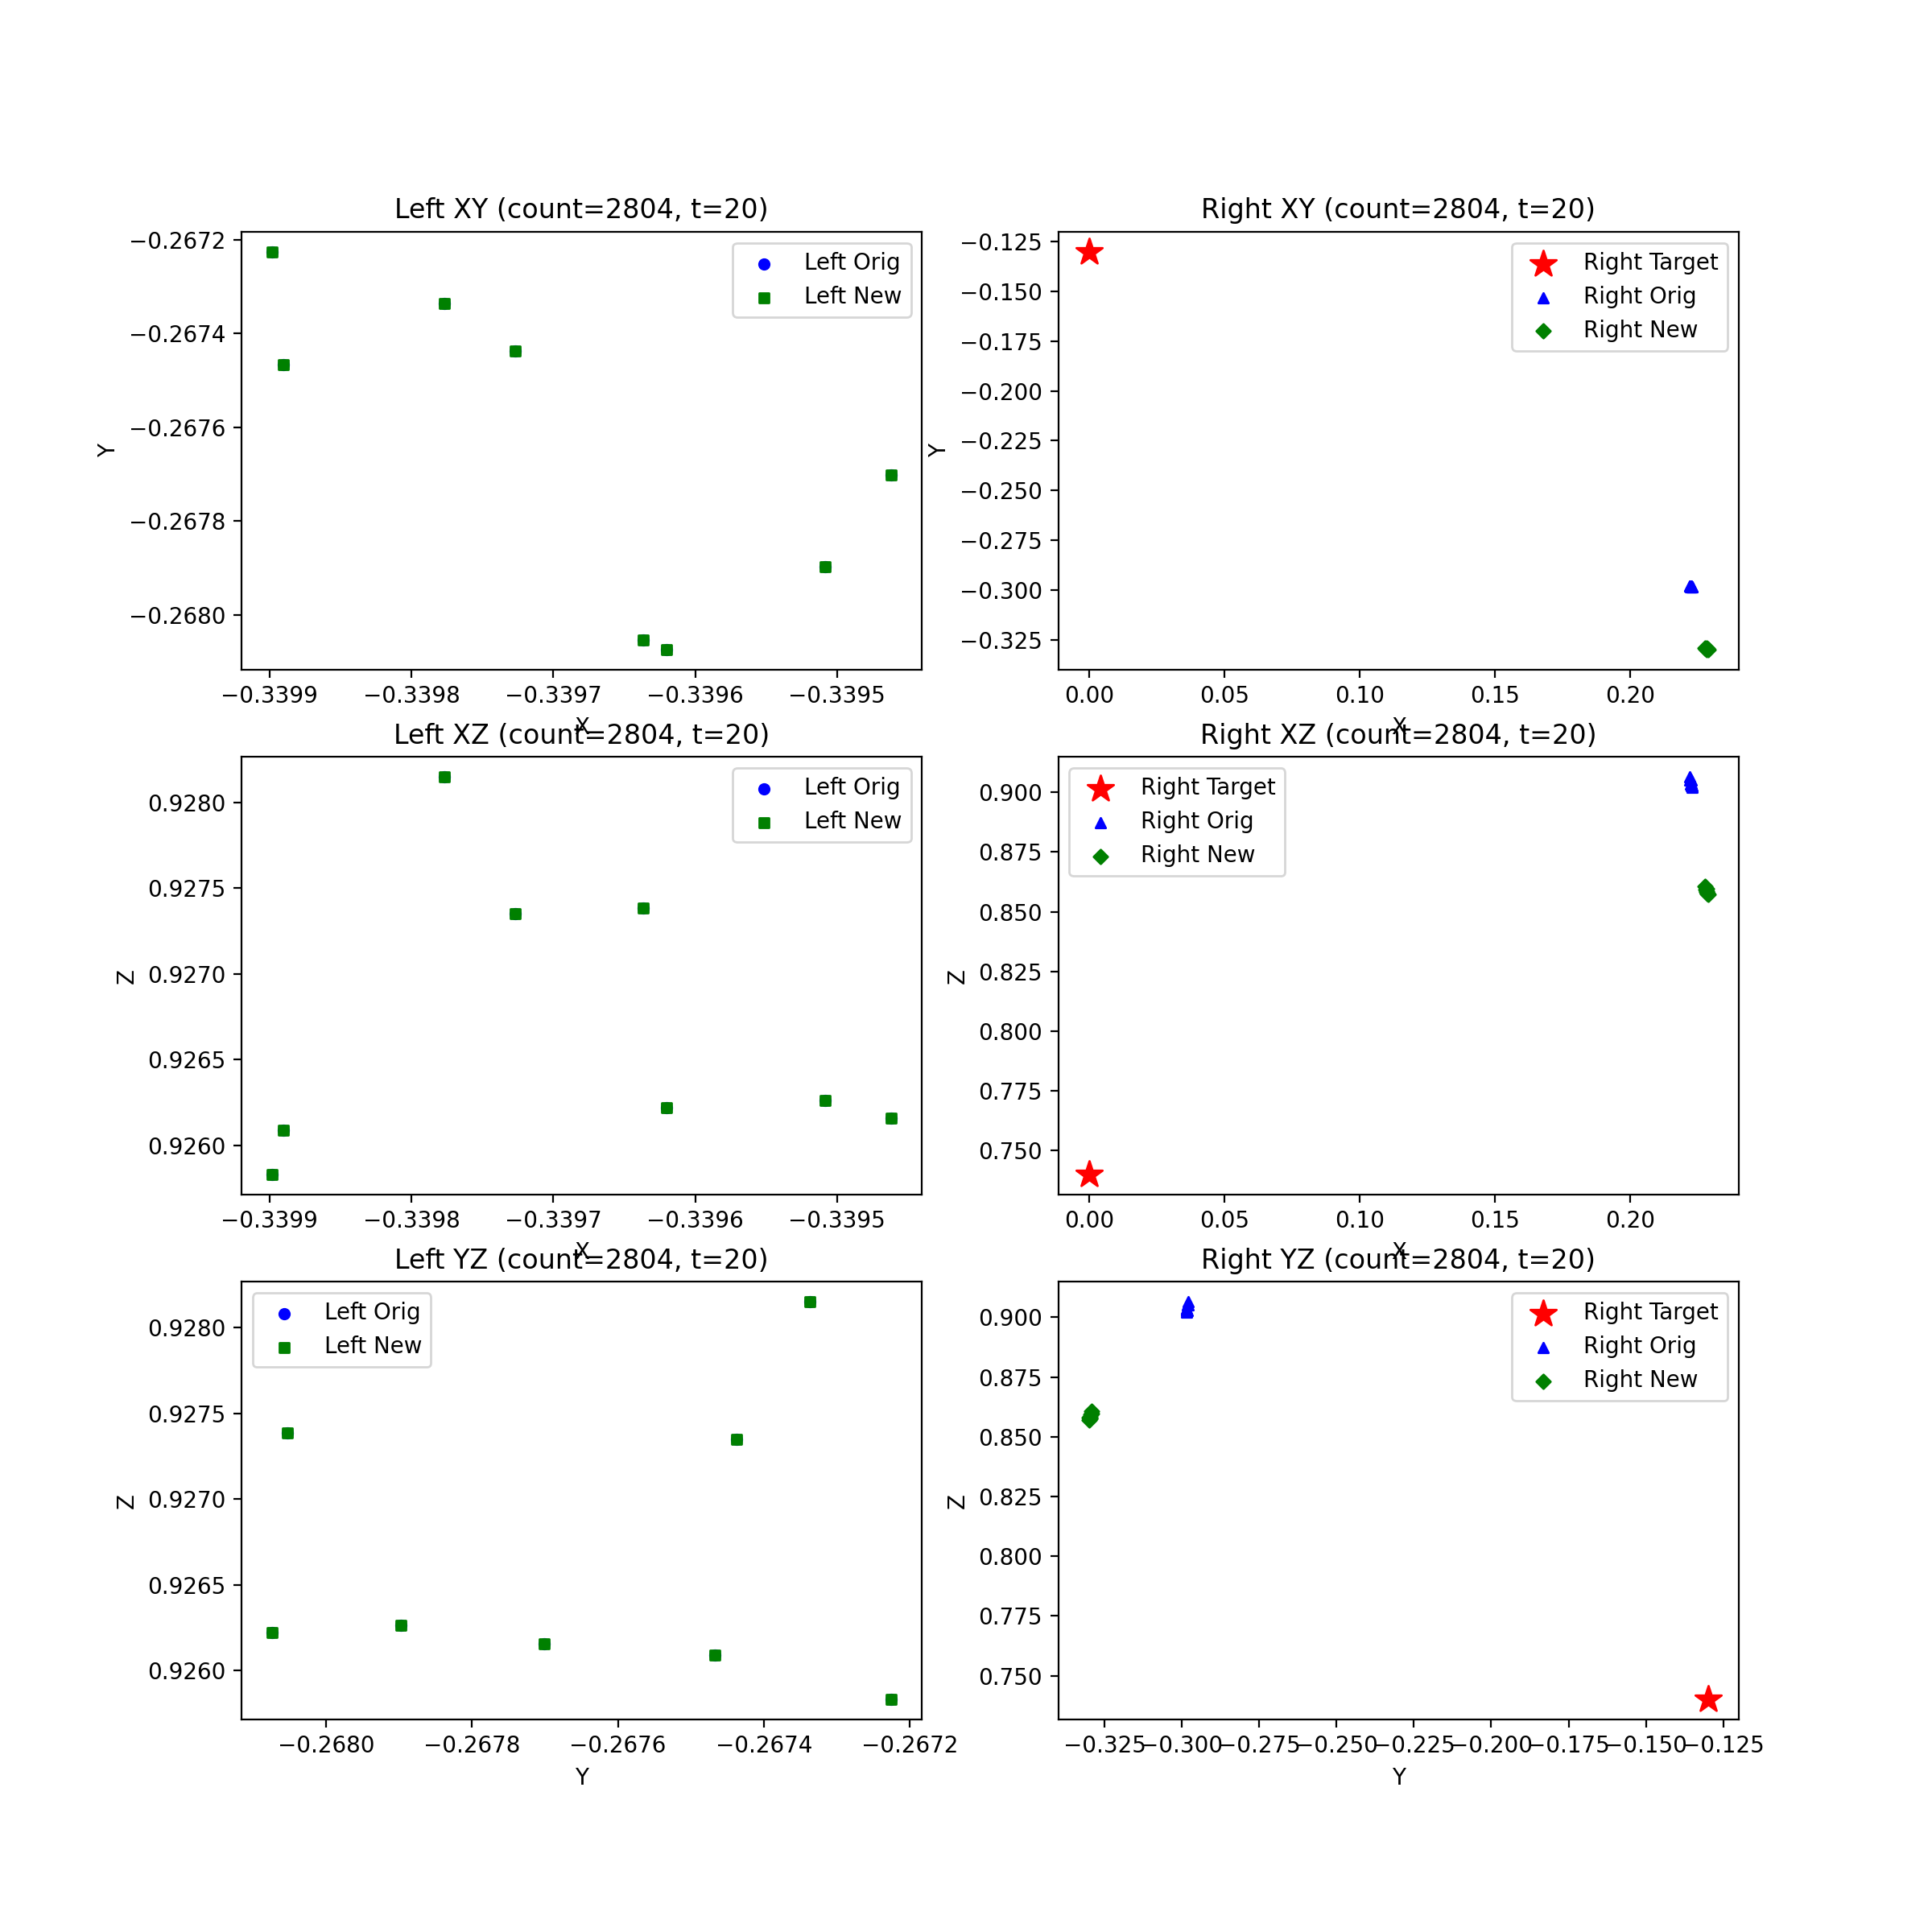 Left XY (count=2804, t=20)
−0.2672
−0.2674
−0.2676
−0.2678
−0.2680
Y
Left Orig
Left New
−0.3399
−0.3398
−0.3397
−0.3396
−0.3395
X
Right XY (count=2804, t=20)
−0.125
−0.150
−0.175
−0.200
−0.225
−0.250
−0.275
−0.300
−0.325
Y
Right Target
Right Orig
Right New
0.00
0.05
0.10
0.15
0.20
X
Left XZ (count=2804, t=20)
0.9280
0.9275
0.9270
0.9265
0.9260
Z
Left Orig
Left New
−0.3399
−0.3398
−0.3397
−0.3396
−0.3395
X
Right XZ (count=2804, t=20)
0.900
0.875
0.850
0.825
0.800
0.775
0.750
Z
Right Target
Right Orig
Right New
0.00
0.05
0.10
0.15
0.20
X
Left YZ (count=2804, t=20)
0.9280
0.9275
0.9270
0.9265
0.9260
Z
Left Orig
Left New
−0.2680
−0.2678
−0.2676
−0.2674
−0.2672
Y
Right YZ (count=2804, t=20)
0.900
0.875
0.850
0.825
0.800
0.775
0.750
Z
Right Target
Right Orig
Right New
−0.325
−0.300
−0.275
−0.250
−0.225
−0.200
−0.175
−0.150
−0.125
Y